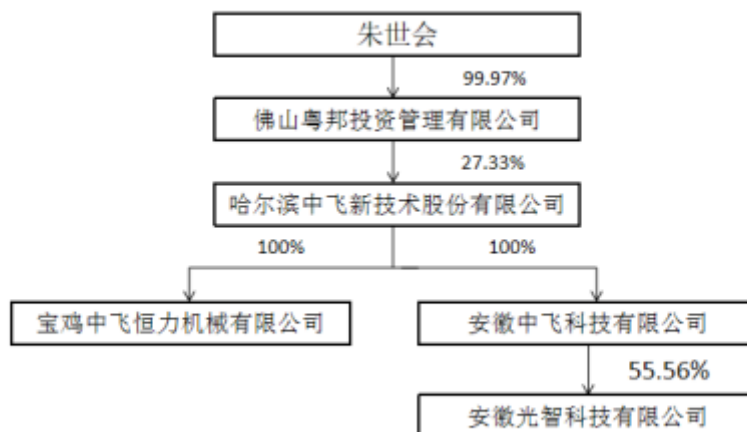 朱世会
99.97%
佛山粤邦投资管理有限公司
27.33%
哈尔滨中飞新技术股份有限公司
100%
100%
宝鸡中飞恒力机械有限公司
安徽中飞科技有限公司
55.56%
安徽光智科技有限公司